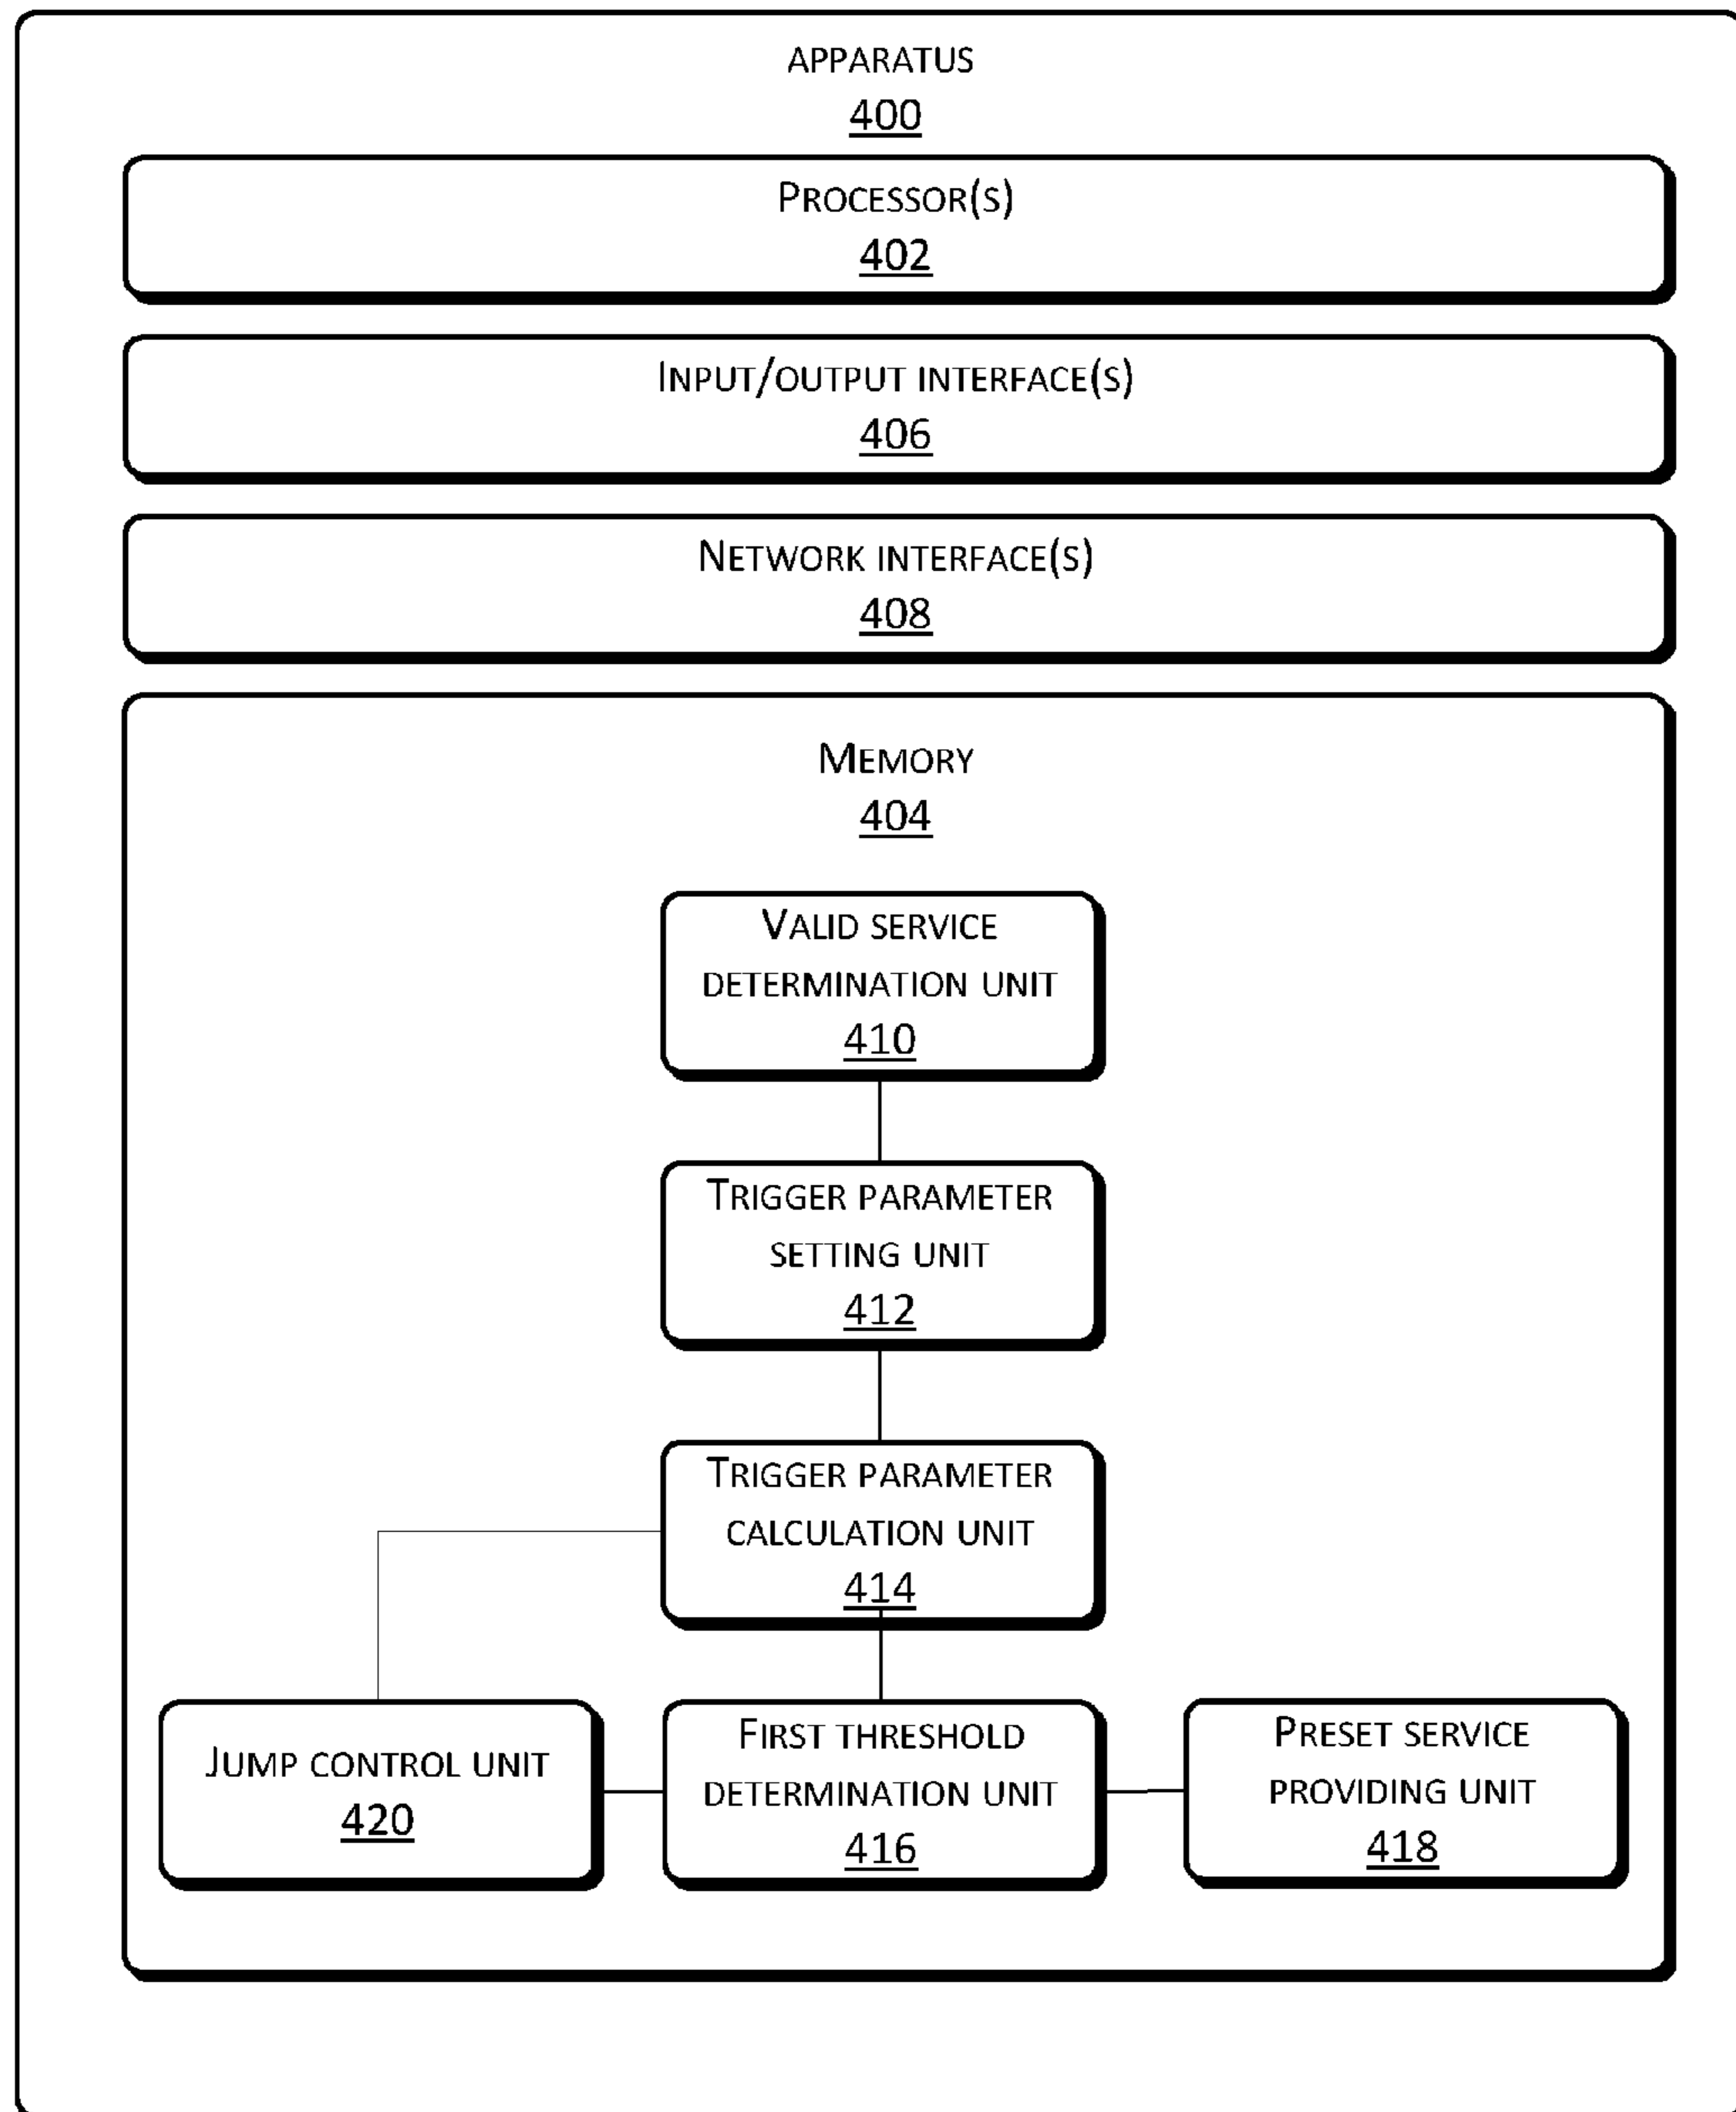 APPARATUS
400
PROCESSOR(S)
402
INPUT/OUTPUT INTERFACE(S)
406
NETWORK INTERFACE(S)
408
MEMORY
404
VALID SERVICE
DETERMINATION UNIT
410
TRIGGER PARAMETER
SETTING UNIT
412
TRIGGER PARAMETER
CALCULATION UNIT
414
JUMP CONTROL UNIT
420
FIRST THRESHOLD
DETERMINATION UNIT
416
PRESET SERVICE
PROVIDING UNIT
418